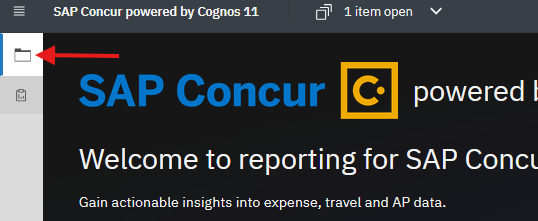 SAP Concur powered by Cognos 11
1 item open
SAP Concur powered
Welcome to reporting for SAP
Gain actionable insights into expense, travel and AP data.